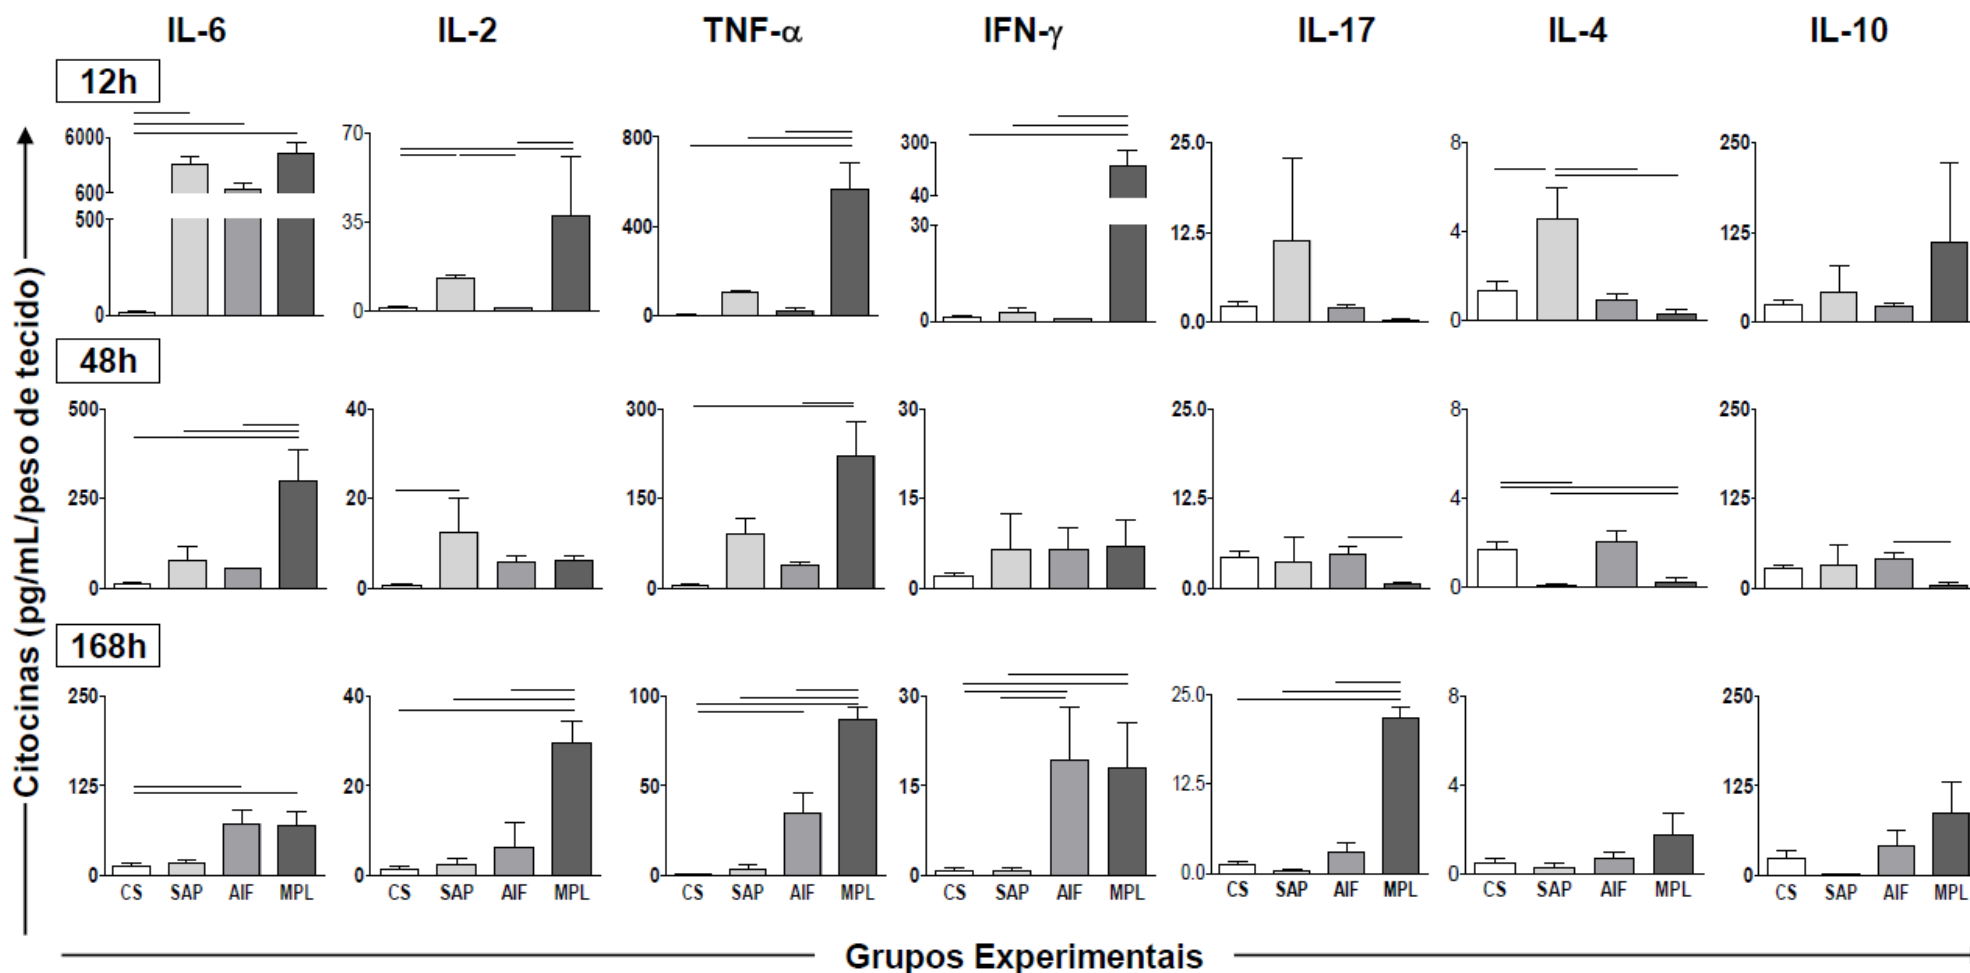 IL-6 IL-2 TNF-α IFN-γ IL-17 IL-4 IL-10
Citocinas (pg/mL/peso de tecido)
12h
6000 600 500 0
70 35 0
800 400 0
300 40 30 0
25.0 12.5 0.0
8 4 0
250 125 0
48h
500 250 0
40 20 0
300 150 0
30 15 0
25.0 12.5 0.0
8 4 0
250 125 0
168h
250 125 0
40 20 0
100 50 0
30 15 0
25.0 12.5 0.0
8 4 0
250 125 0
CS SAP AIF MPL CS SAP AIF MPL CS SAP AIF MPL CS SAP AIF MPL CS SAP AIF MPL CS SAP AIF MPL CS SAP AIF MPL
Grupos Experimentais